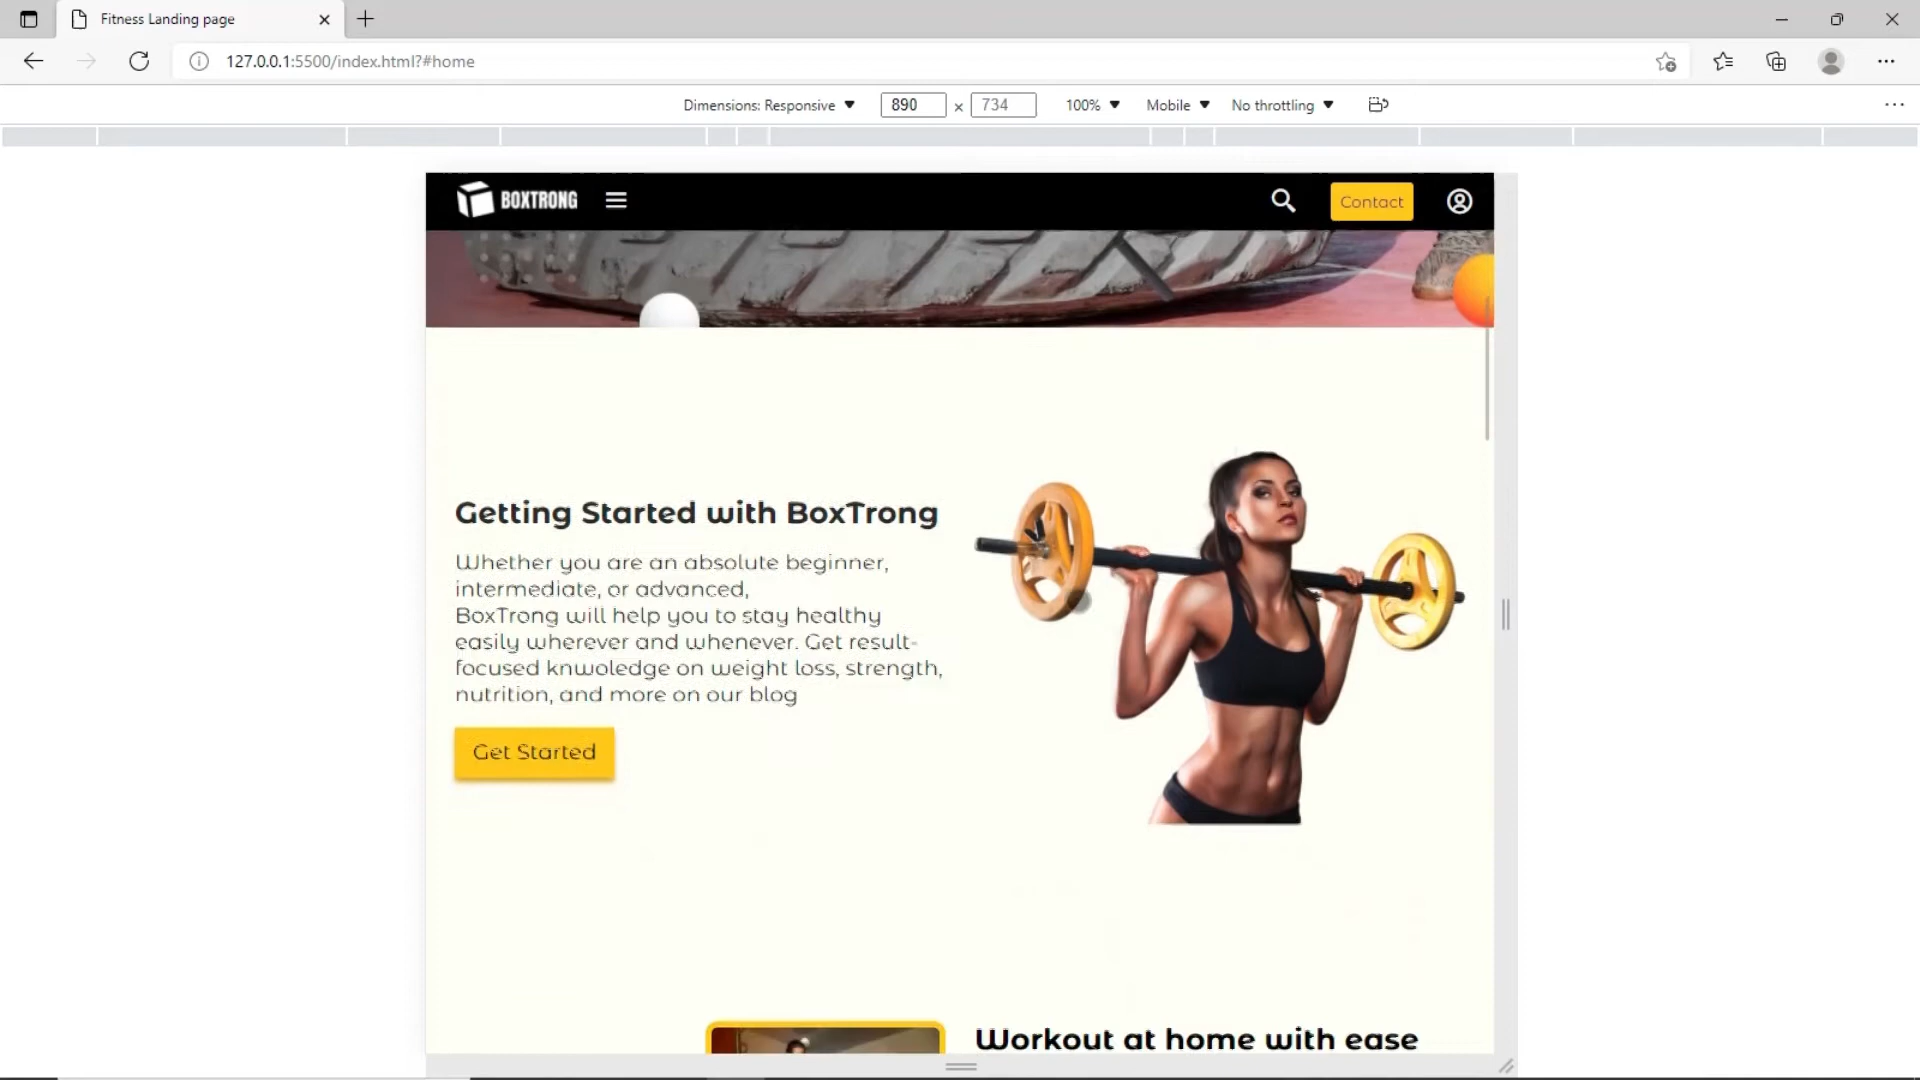 Fitness Landing page
127.0.0.1:5500/index.html?#home
Dimensions: Responsive 890 x 734 100% Mobile No throttling
BOXTRONG Contact
Getting Started with BoxTrong
Whether you are an absolute beginner,
intermediate, or advanced,
BoxTrong will help you to stay healthy
easily wherever and whenever. Get result-
focused knwoledge on weight loss, strength,
nutrition, and more on our blog
Get Started
Workout at home with ease